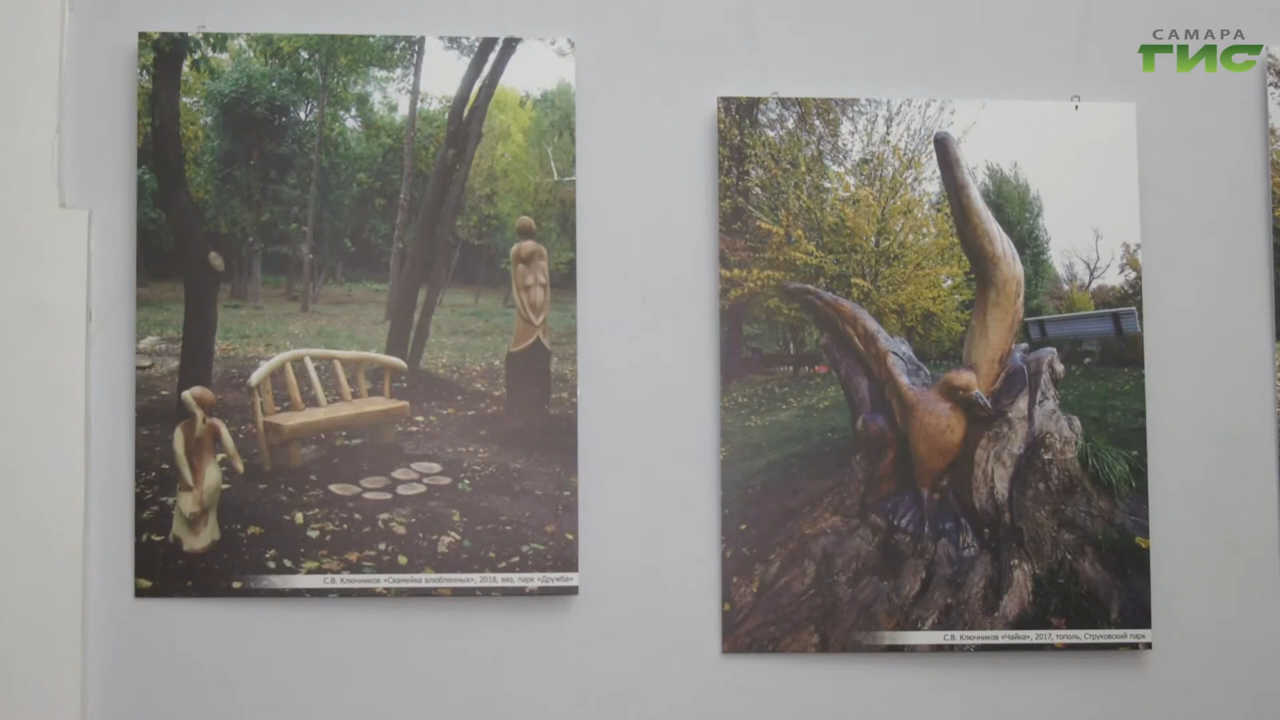 САМАРА
ГИС
С.В. Ключников «Скамейка влюбленных», 2018, вяз, парк «Дружба»
С.В. Ключников «Чайка», 2017, тополь, Струковский парк